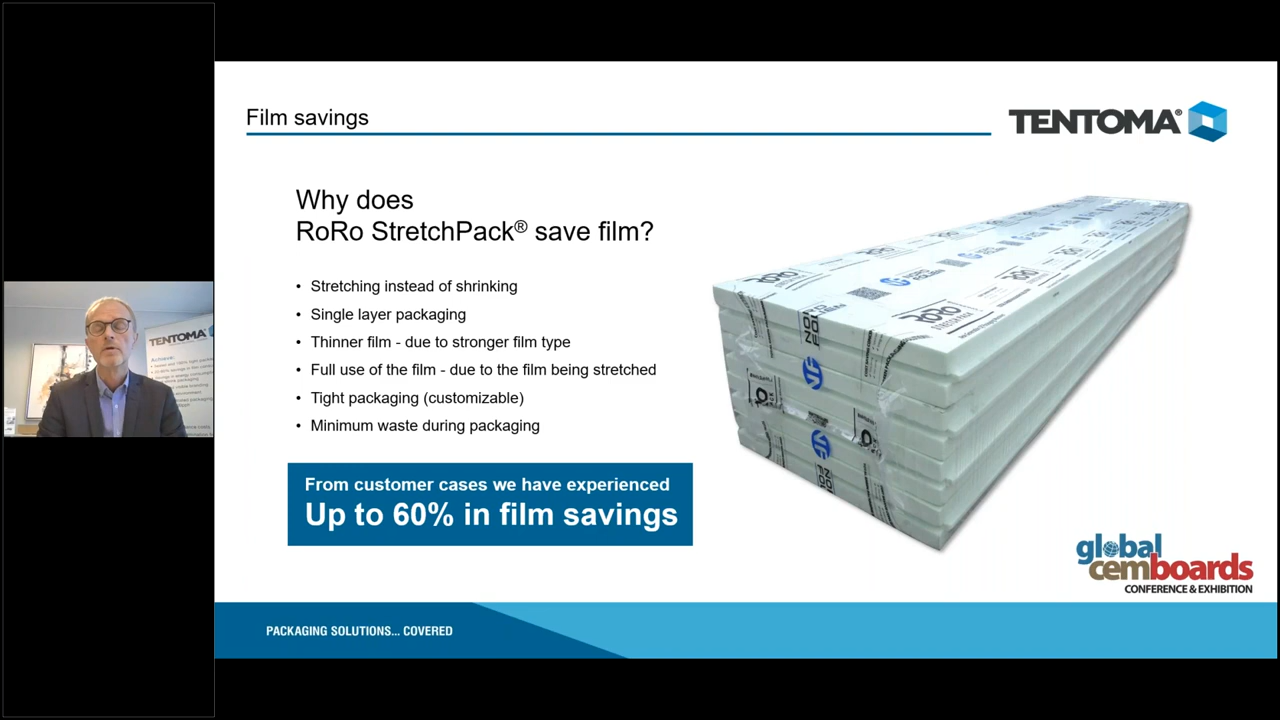 Film savings
TENTOMA®
Why does
RoRo StretchPack® save film?
• Stretching instead of shrinking
• Single layer packaging
• Thinner film - due to stronger film type
• Full use of the film - due to the film being stretched
• Tight packaging (customizable)
• Minimum waste during packaging
From customer cases we have experienced
Up to 60% in film savings
RORO
TENTOMA
Achieve:
global
cemboards
CONFERENCE & EXHIBITION
PACKAGING SOLUTIONS... COVERED